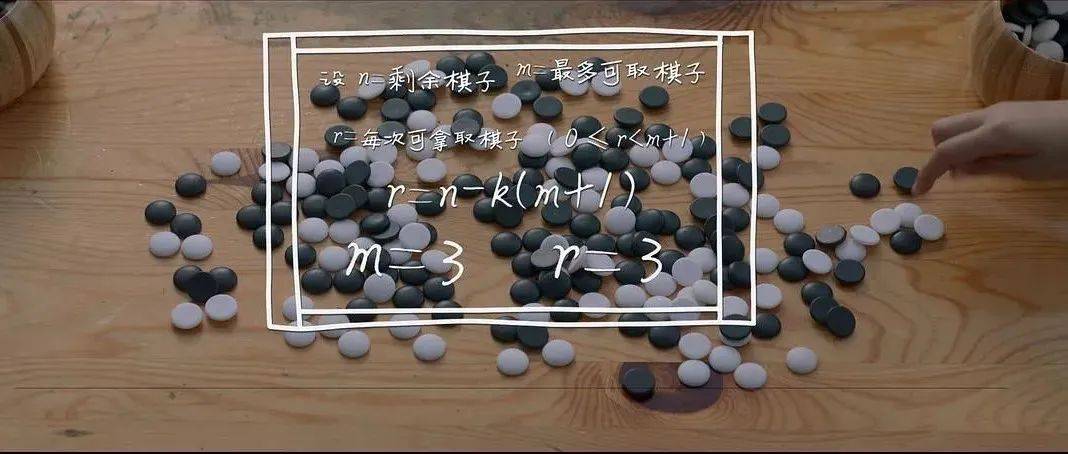 设 n=剩余棋子 m=最多可取棋子
r=每次可拿取棋子 (0≤r<m+1)
r=n-k(m+1)
m=3 r=3